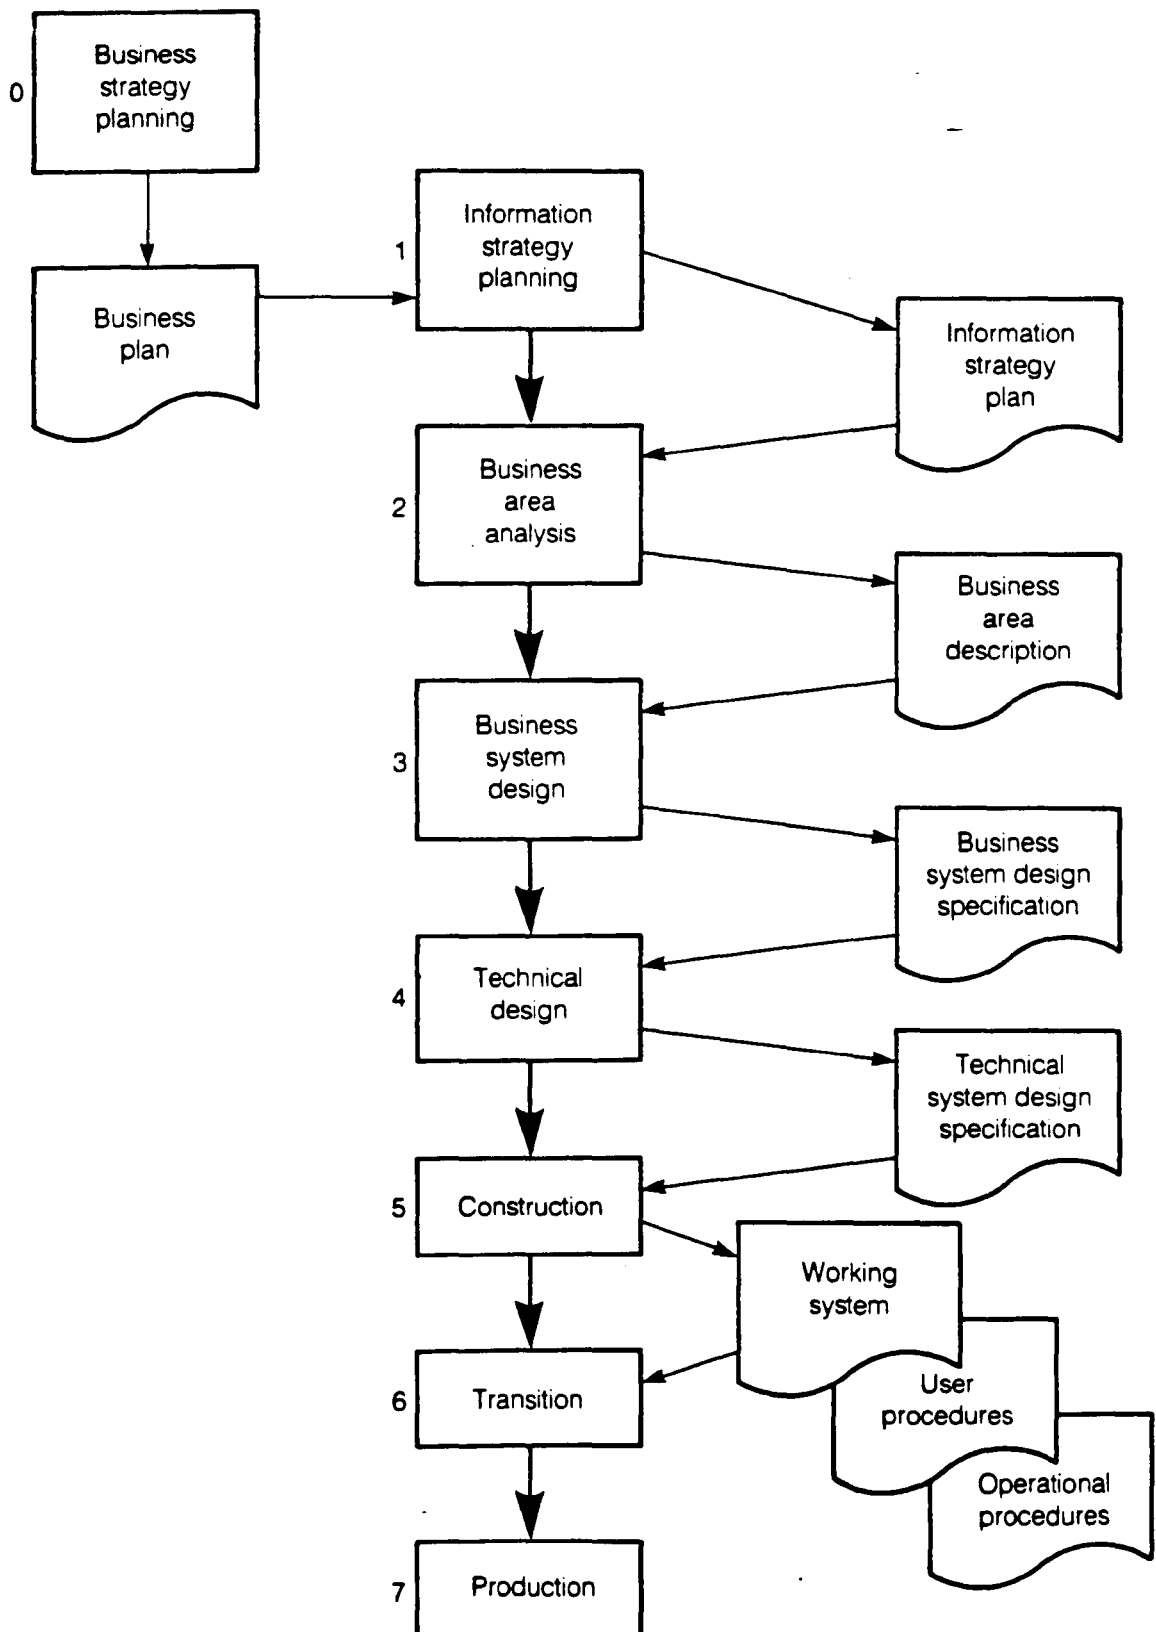 0
Business
strategy
planning
Business
plan
1
Information
strategy
planning
Information
strategy
plan
2
Business
area
analysis
Business
area
description
3
Business
system
design
Business
system design
specification
4
Technical
design
Technical
system design
specification
5
Construction
Working
system
6
Transition
User
procedures
Operational
procedures
7
Production